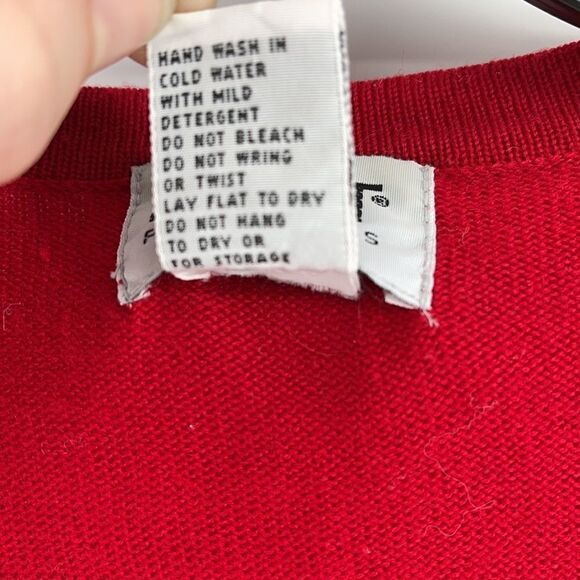 HAND WASH IN
COLD WATER
WITH MILD
DETERGENT
DO NOT BLEACH
DO NOT WRING
OR TWIST
LAY FLAT TO DRY
DO NOT HANG
TO DRY OR
FOR STORAGE
S